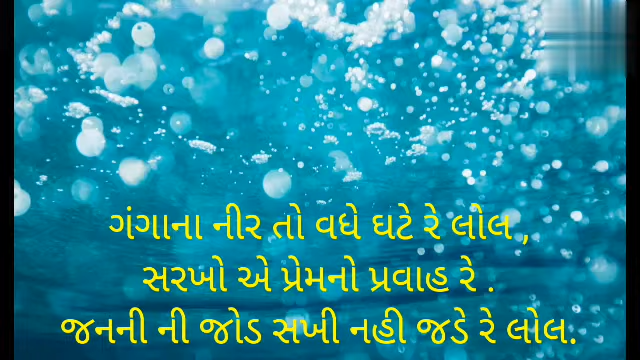 ગંગાના નીર તો વધે ઘટે રે લોલ ,
સરખો એ પ્રેમનો પ્રવાહ રે .
જનની ની જોડ સખી નહી જડે રે લોલ.